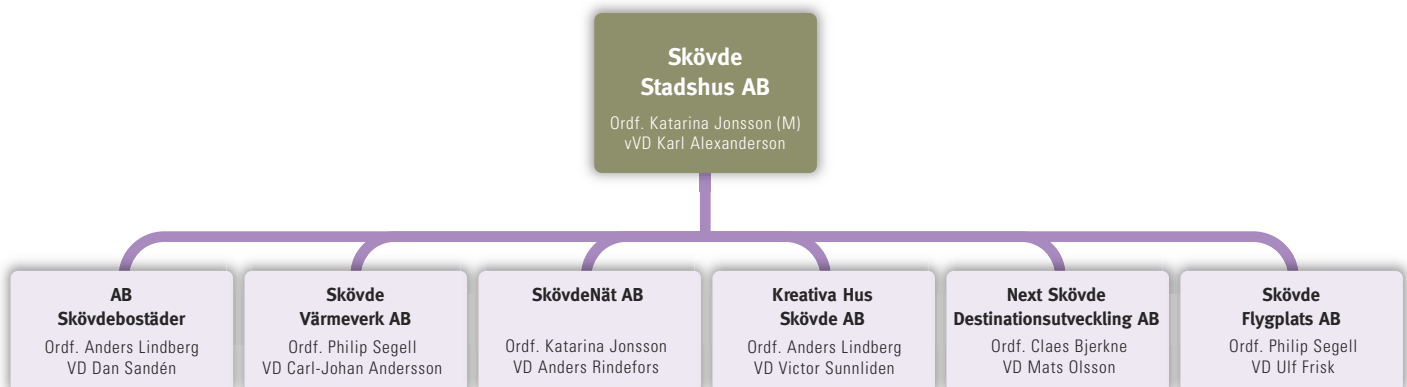 Skövde
Stadshus AB
Ordf. Katarina Jonsson (M)
vVD Karl Alexanderson
AB
Skövdebostäder
Ordf. Anders Lindberg
VD Dan Sandén
Skövde
Värmeverk AB
Ordf. Philip Segell
VD Carl-Johan Andersson
SkövdeNät AB
Ordf. Katarina Jonsson
VD Anders Rindefors
Kreativa Hus
Skövde AB
Ordf. Anders Lindberg
VD Victor Sunnliden
Next Skövde
Destinationsutveckling AB
Ordf. Claes Bjerkne
VD Mats Olsson
Skövde
Flygplats AB
Ordf. Philip Segell
VD Ulf Frisk